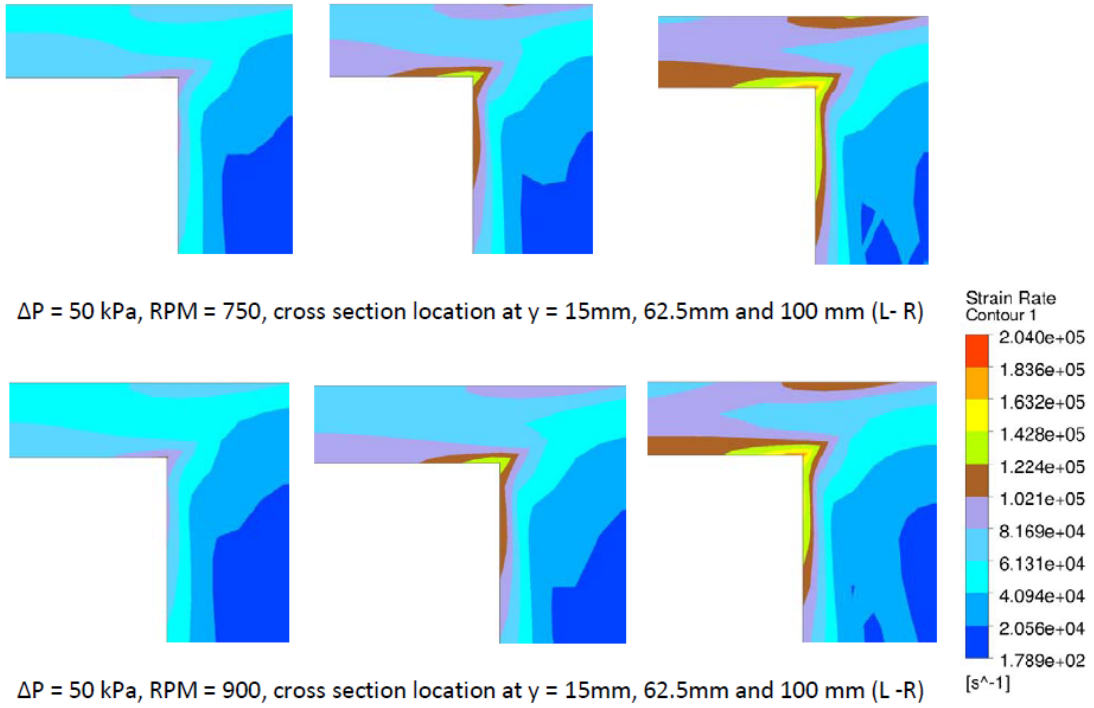 ΔP = 50 kPa, RPM = 750, cross section location at y = 15mm, 62.5mm and 100 mm (L- R)
Strain Rate
Contour 1
2.040e+05
1.836e+05
1.632e+05
1.428e+05
1.224e+05
1.021e+05
8.169e+04
6.131e+04
4.094e+04
2.056e+04
1.789e+02
[s^-1]
ΔP = 50 kPa, RPM = 900, cross section location at y = 15mm, 62.5mm and 100 mm (L -R)